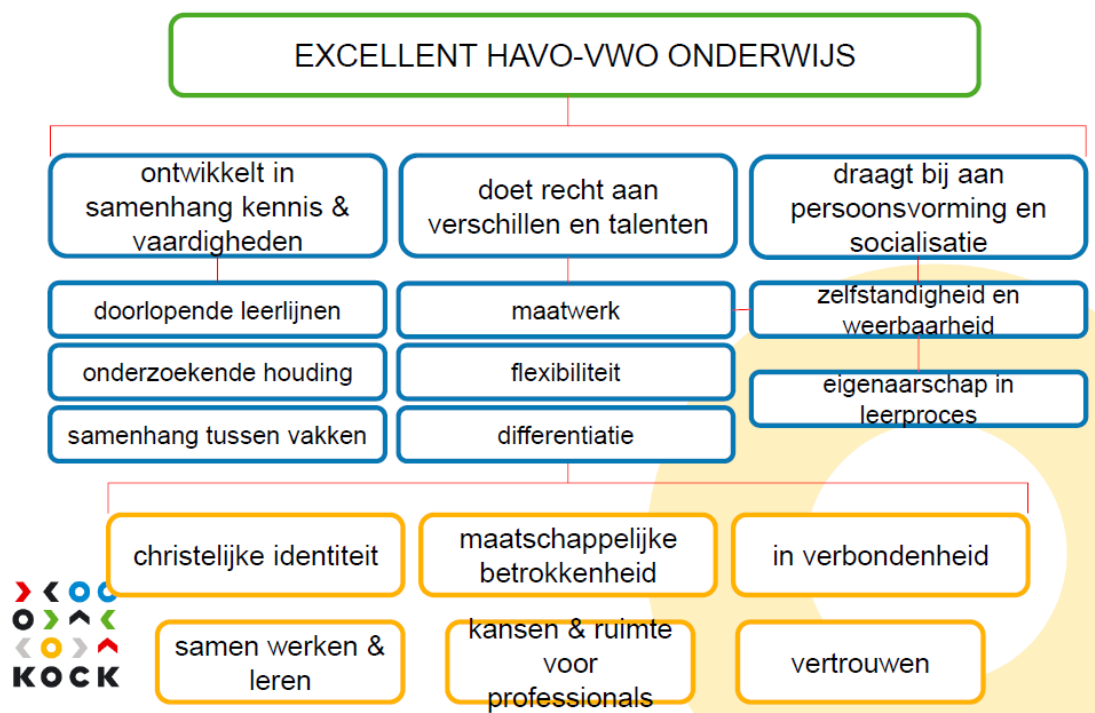 EXCELLENT HAVO-VWO ONDERWIJS
ontwikkelt in
samenhang kennis &
vaardigheden
doet recht aan
verschillen en talenten
draagt bij aan
persoonsvorming en
socialisatie
doorlopende leerlijnen
maatwerk
zelfstandigheid en
weerbaarheid
onderzoekende houding
flexibiliteit
eigenaarschap in
leerproces
samenhang tussen vakken
differentiatie
christelijke identiteit
maatschappelijke
betrokkenheid
in verbondenheid
samen werken &
leren
kansen & ruimte
voor
professionals
vertrouwen
KOCK